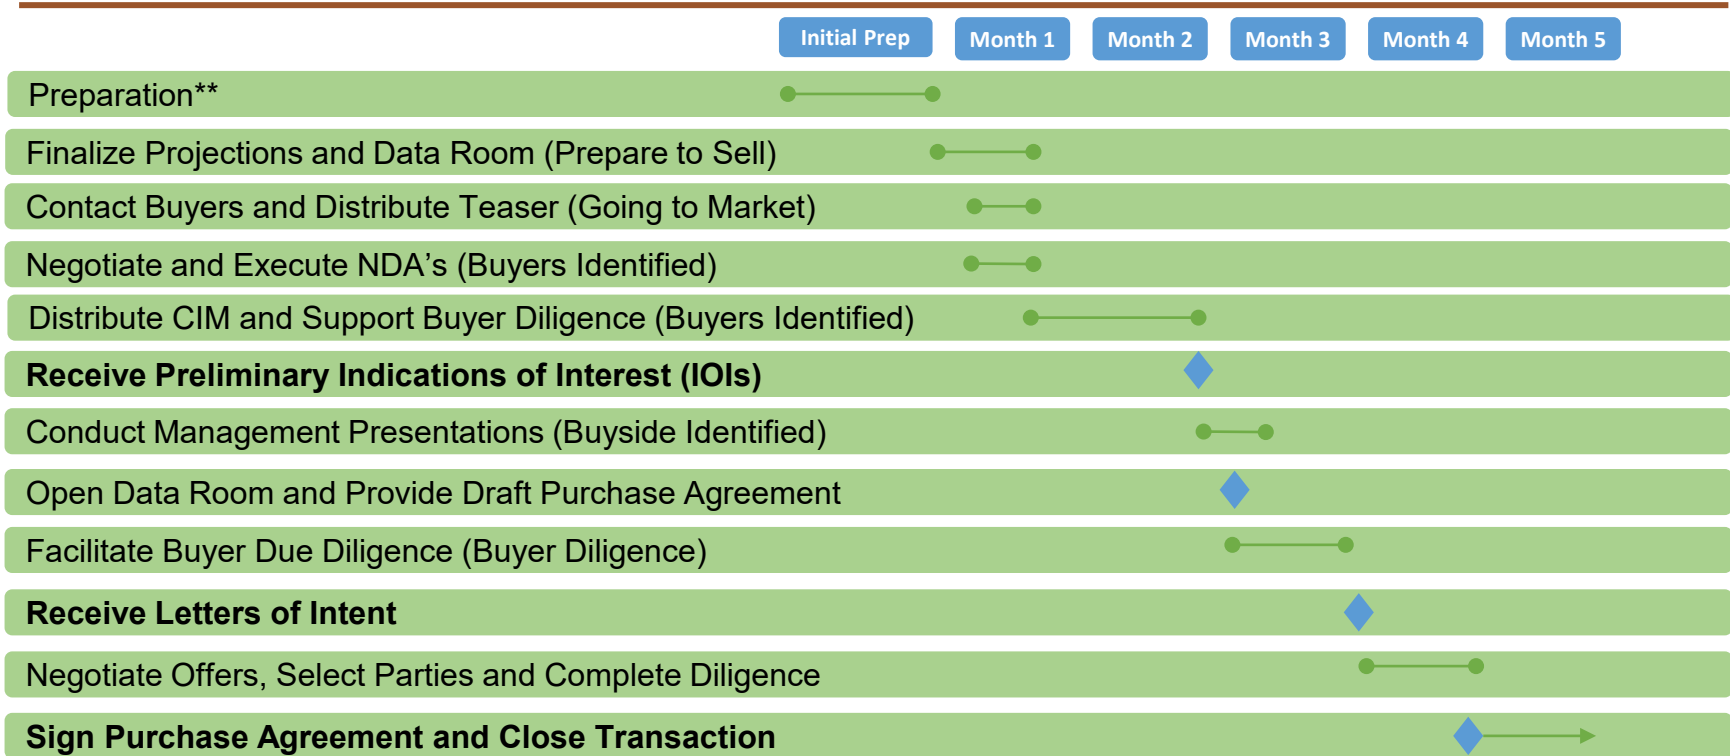 Initial Prep Month 1 Month 2 Month 3 Month 4 Month 5
Preparation**
Finalize Projections and Data Room (Prepare to Sell)
Contact Buyers and Distribute Teaser (Going to Market)
Negotiate and Execute NDA’s (Buyers Identified)
Distribute CIM and Support Buyer Diligence (Buyers Identified)
Receive Preliminary Indications of Interest (IOIs)
Conduct Management Presentations (Buyside Identified)
Open Data Room and Provide Draft Purchase Agreement
Facilitate Buyer Due Diligence (Buyer Diligence)
Receive Letters of Intent
Negotiate Offers, Select Parties and Complete Diligence
Sign Purchase Agreement and Close Transaction